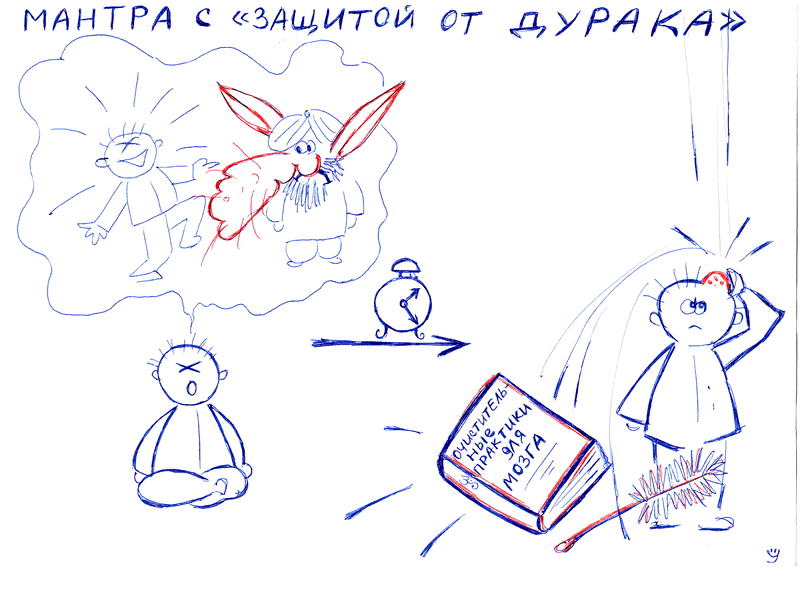 МАНТРА С «ЗАЩИТОЙ ОТ ДУРАКА»
ОЧИСТИТЕЛЬ-
НЫЕ
ПРАКТИКИ
ДЛЯ
МОЗГА